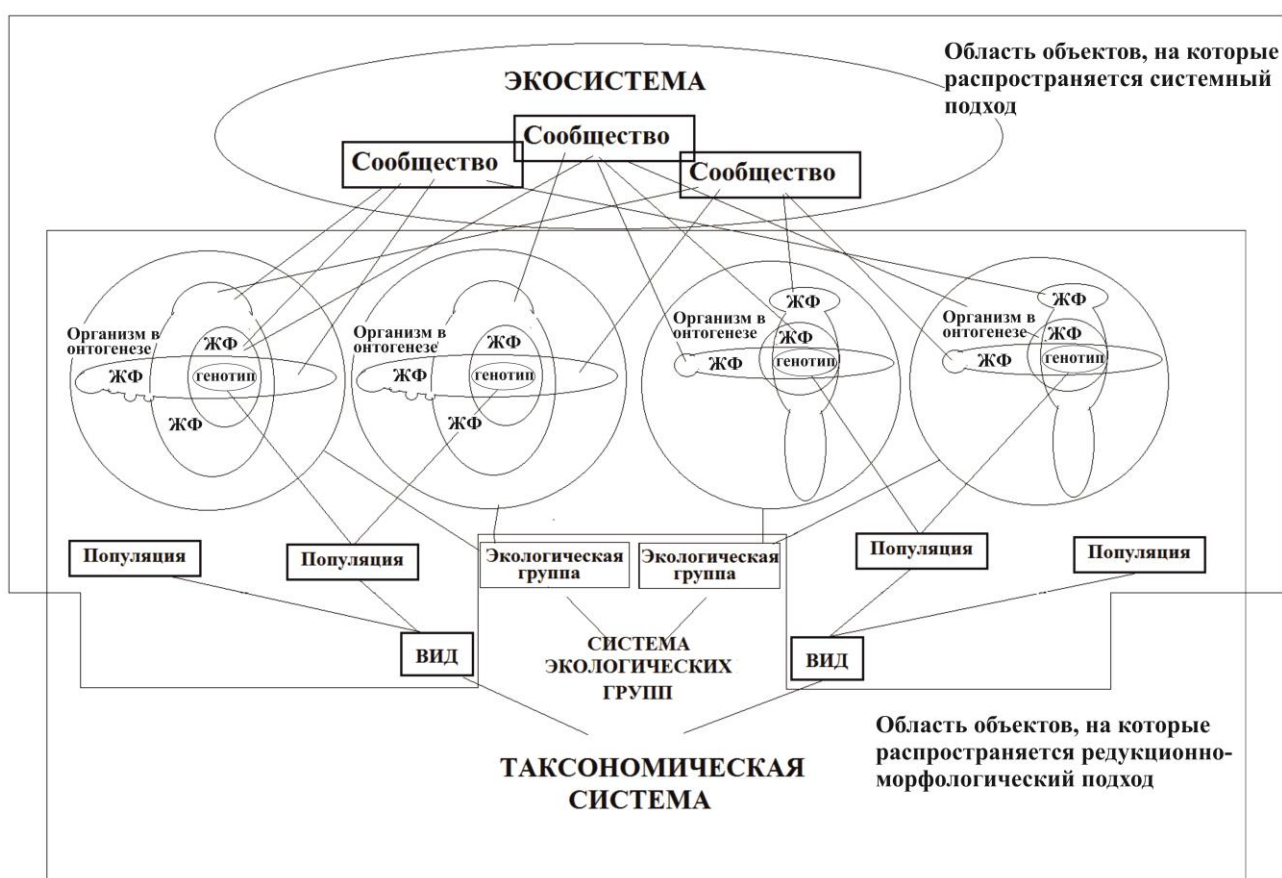 Область объектов, на которые
распространяется системный
подход
ЭКОСИСТЕМА
Сообщество
Сообщество
Сообщество
Организм в
онтогенезе
ЖФ
ЖФ
генотип
ЖФ
Организм в
онтогенезе
ЖФ
ЖФ
генотип
ЖФ
ЖФ
Организм в
онтогенезе
ЖФ
ЖФ
генотип
ЖФ
Организм в
онтогенезе
ЖФ
ЖФ
генотип
Популяция
Популяция
Экологическая
группа
Экологическая
группа
Популяция
Популяция
ВИД
СИСТЕМА
ЭКОЛОГИЧЕСКИХ
ГРУПП
ВИД
Область объектов, на которые
распространяется редукционно-
морфологический подход
ТАКСОНОМИЧЕСКАЯ
СИСТЕМА